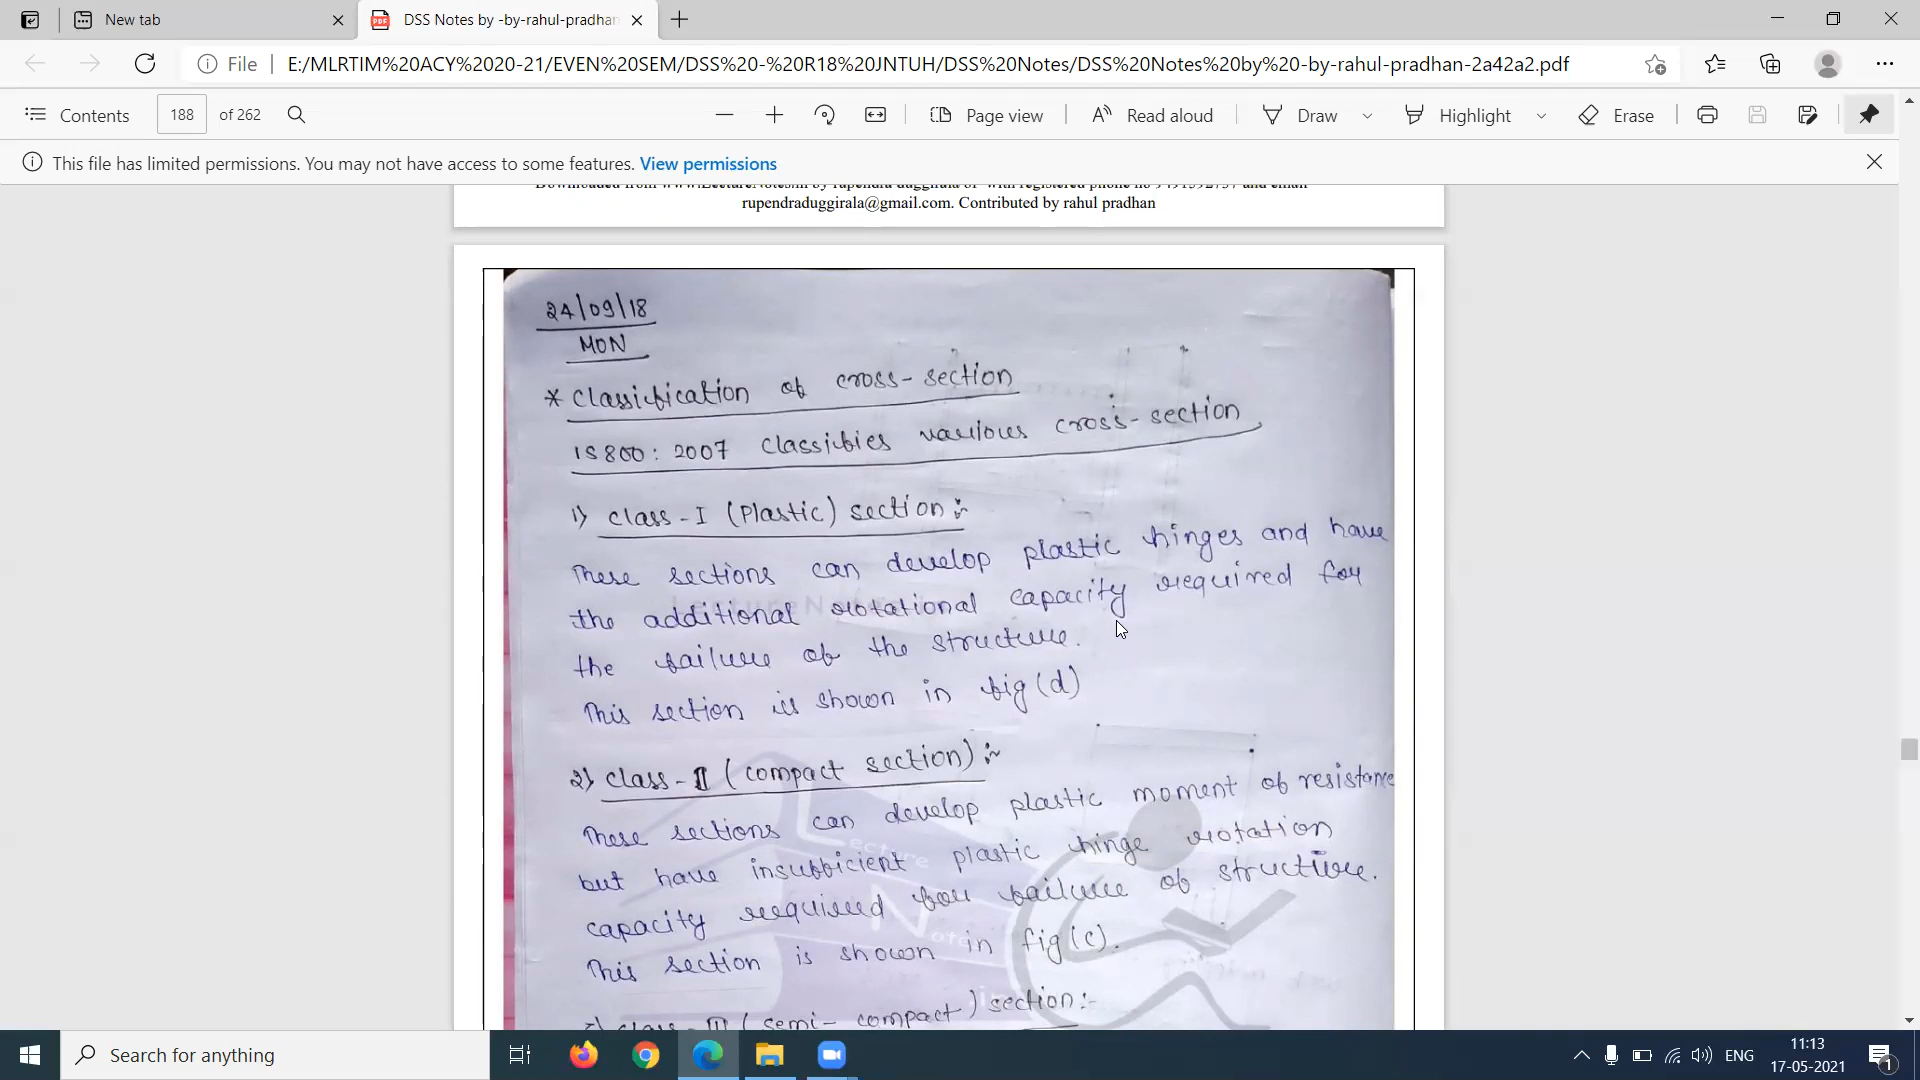 New tab
DSS Notes by -by-rahul-pradhan
File
E:/MLRTIM%20ACY%2020-21/EVEN%20SEM/DSS%20-%20R18%20JNTUH/DSS%20Notes/DSS%20Notes%20by%20-by-rahul-pradhan-2a42a2.pdf
Contents
188 of 262
Page view
Read aloud
Draw
Highlight
Erase
This file has limited permissions. You may not have access to some features. View permissions
rupendraduggirala@gmail.com. Contributed by rahul pradhan
24/09/18
MON
* Classification of cross-section
IS800: 2007 classifies various cross-section
1) Class-I (Plastic) section:-
These sections can develop plastic hinges and have
the additional rotational capacity required for
the failure of the structure.
This section is shown in fig(d)
2) Class-II (compact section):-
These sections can develop plastic moment of resistance
but have insufficient plastic hinge rotation
capacity required for failure of structure.
This section is shown in fig(c).
class-III (semi-compact) section:-
Search for anything
ENG
11:13
17-05-2021
1